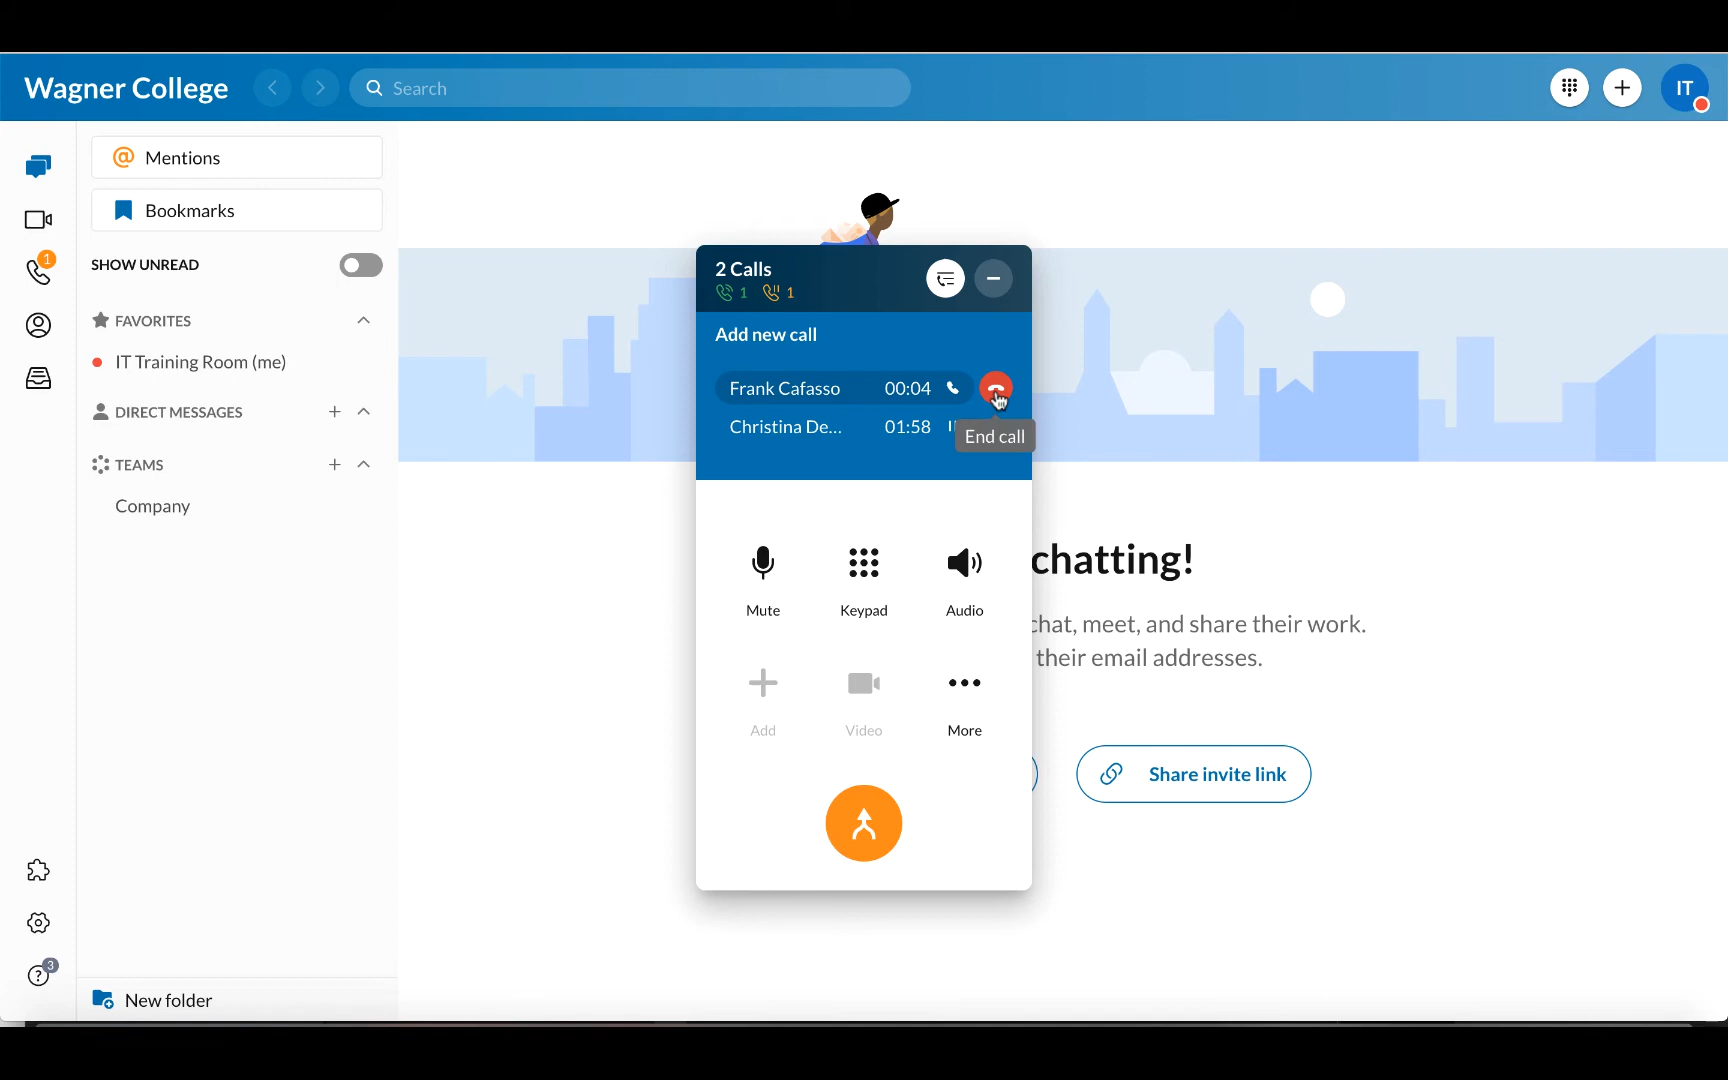 Wagner College
Search
IT
Mentions
Bookmarks
SHOW UNREAD
1
FAVORITES
IT Training Room (me)
DIRECT MESSAGES
TEAMS
Company
3
New folder
2 Calls
1 1
Add new call
Frank Cafasso 00:04
Christina De... 01:58
End call
Mute Keypad Audio
Add Video More
chatting!
chat, meet, and share their work.
their email addresses.
Share invite link